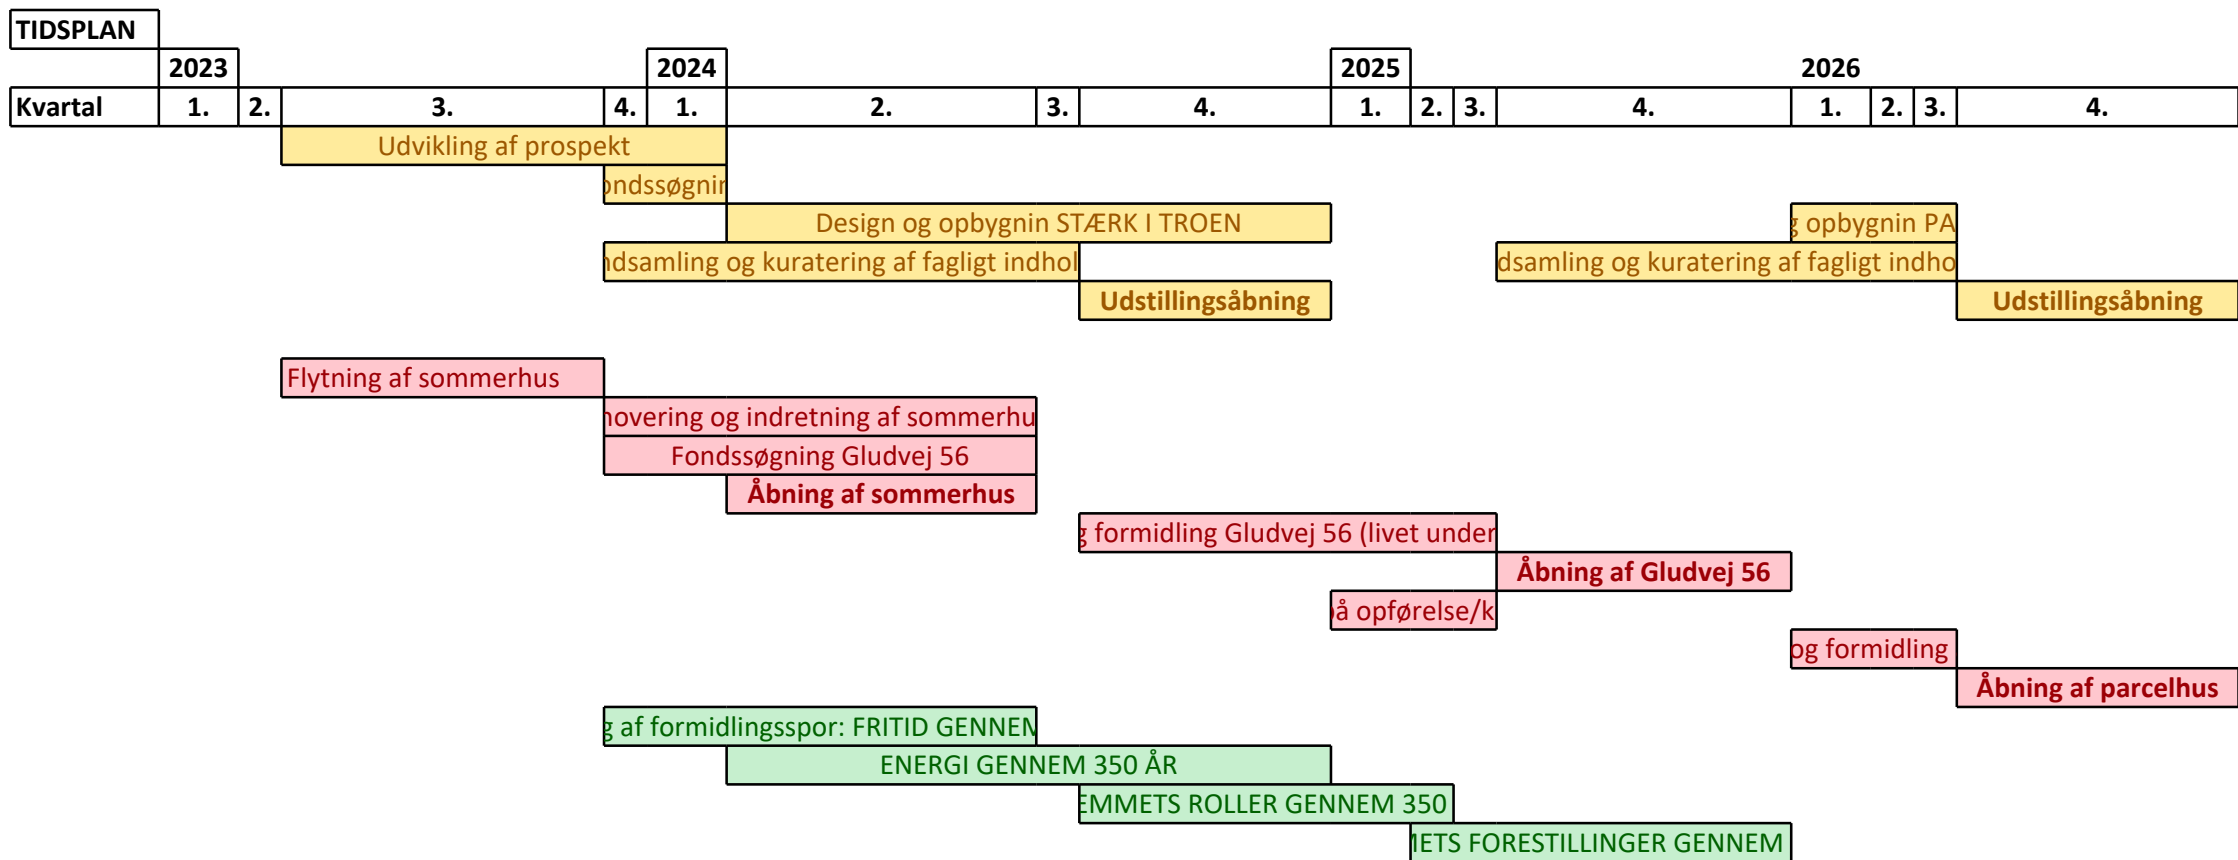 TIDSPLAN
2023 2024 2025 2026
Kvartal 1. 2. 3. 4. 1. 2. 3. 4. 1. 2. 3. 4. 1. 2. 3. 4.
Udvikling af prospekt
ondssøgnin
Design og opbygnin STÆRK I TROEN g opbygnin PA
ndsamling og kuratering af fagligt indhol dsamling og kuratering af fagligt indho
Udstillingsåbning Udstillingsåbning
Flytning af sommerhus
novering og indretning af sommerhu
Fondssøgning Gludvej 56
Åbning af sommerhus
g formidling Gludvej 56 (livet under
Åbning af Gludvej 56
på opførelse/k
og formidling
Åbning af parcelhus
g af formidlingsspor: FRITID GENNEM
ENERGI GENNEM 350 ÅR
EMMETS ROLLER GENNEM 350
METS FORESTILLINGER GENNEM